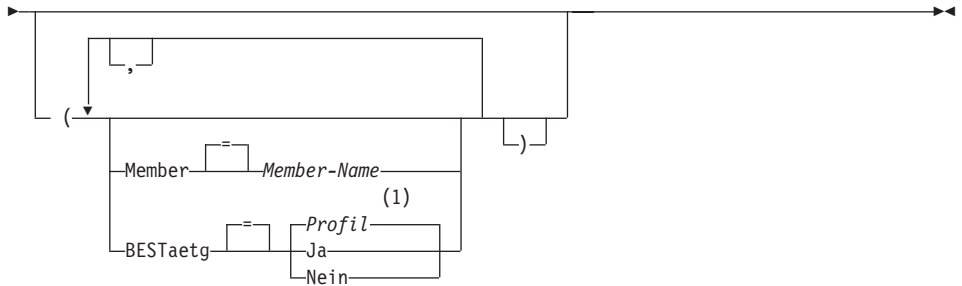 ,
(
)
=
Member Member-Name
(1)
= Profil
BESTaetg Ja
Nein